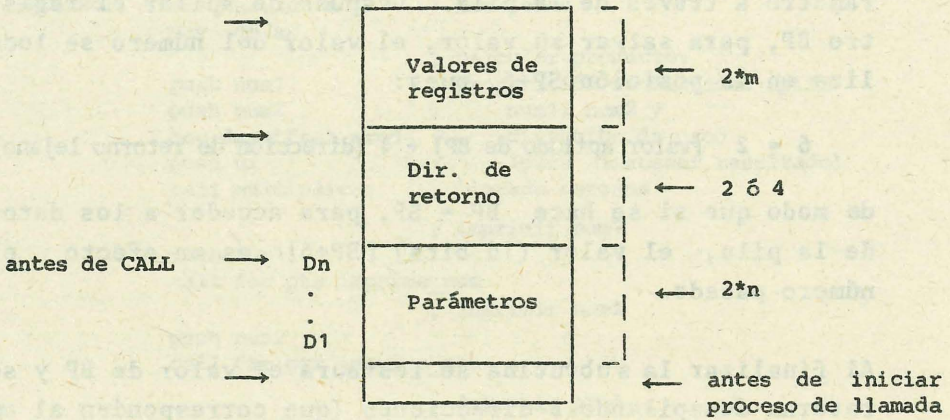 Valores de
registros
2*m
Dir. de
retorno
2 ó 4
antes de CALL
Dn
.
.
D1
Parámetros
2*n
antes de iniciar
proceso de llamada